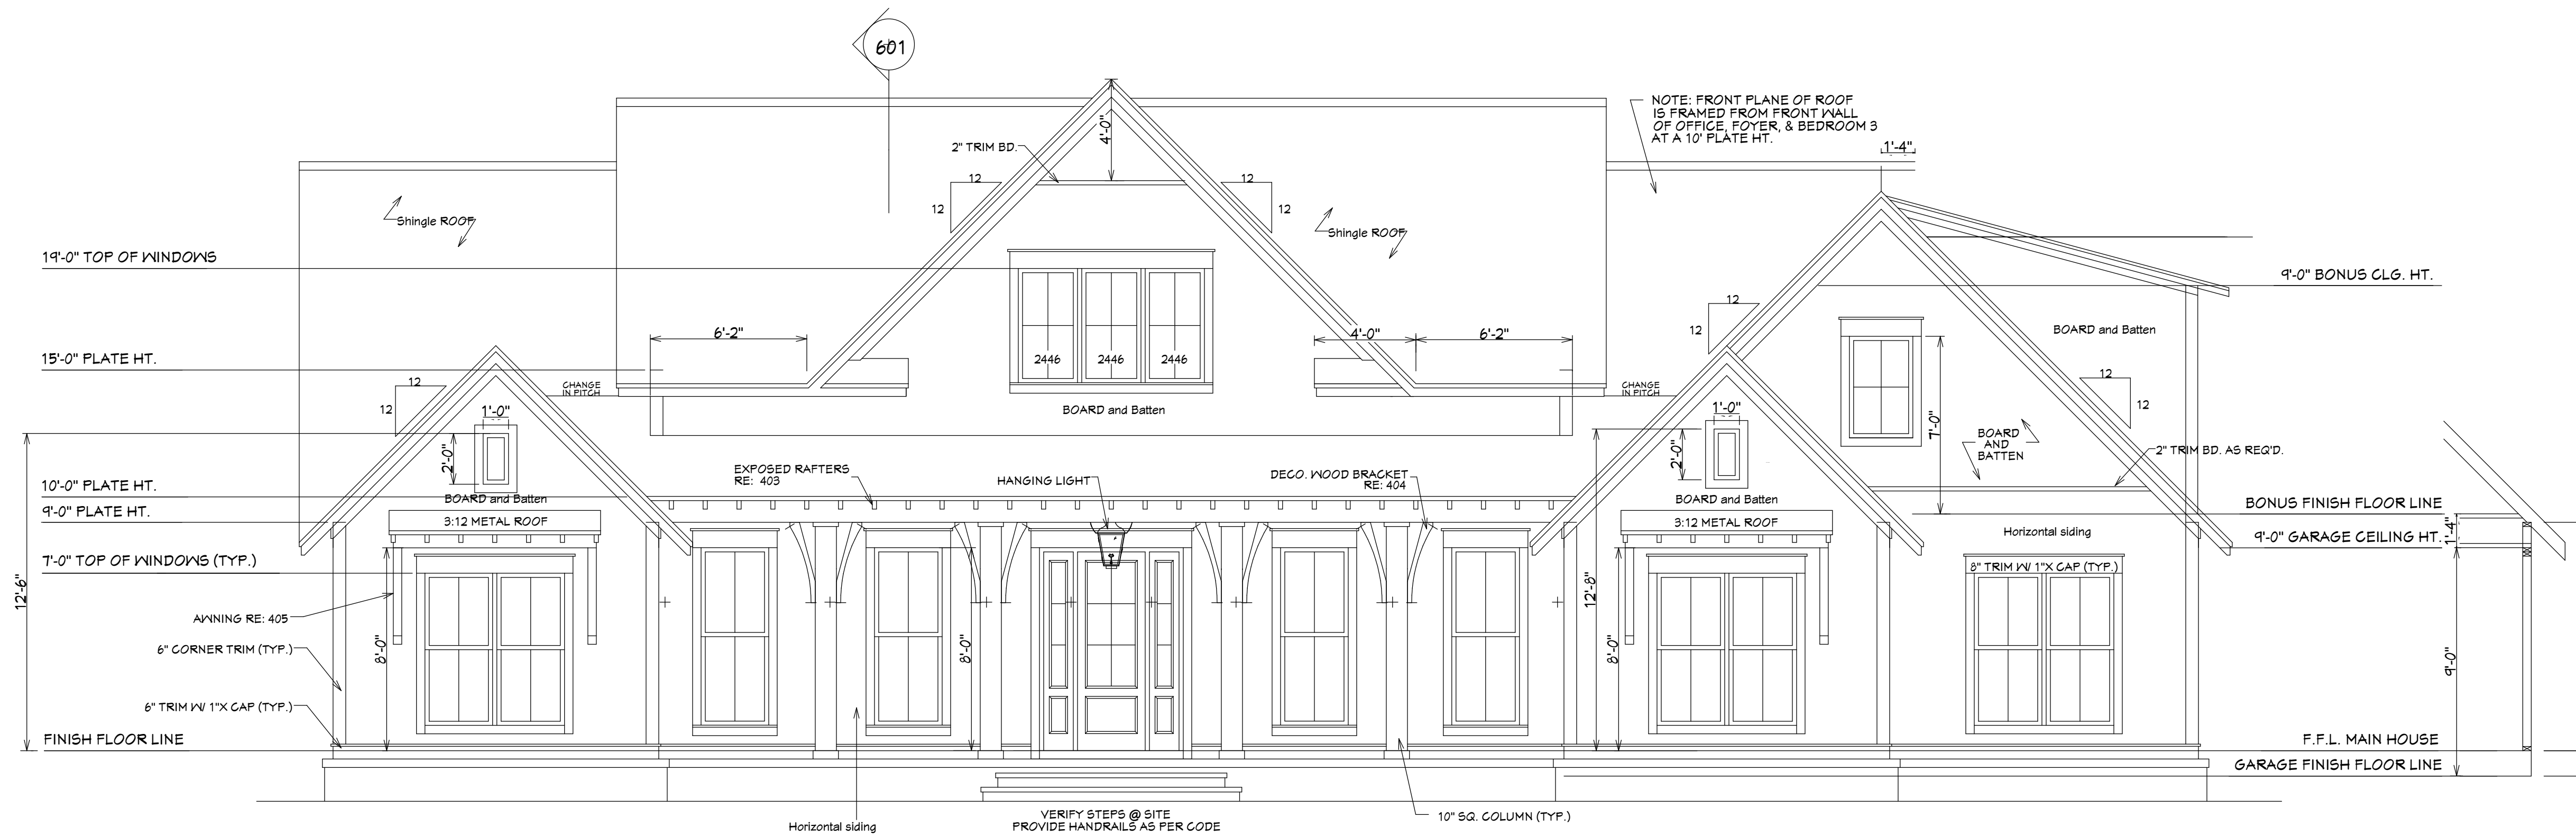 601
NOTE: FRONT PLANE OF ROOF
IS FRAMED FROM FRONT WALL
OF OFFICE, FOYER, & BEDROOM 3
AT A 10' PLATE HT.
4'-0"
2" TRIM BD.
1'-4"
12
12
12
12
Shingle ROOF
Shingle ROOF
19'-0" TOP OF WINDOWS
9'-0" BONUS CLG. HT.
12
12
6'-2"
4'-0"
6'-2"
BOARD and Batten
15'-0" PLATE HT.
2446
2446
2446
12
12
CHANGE
IN PITCH
CHANGE
IN PITCH
12
12
1'-0"
BOARD and Batten
1'-0"
7'-0"
BOARD
AND
BATTEN
2'-0"
2'-0"
2" TRIM BD. AS REQ'D.
EXPOSED RAFTERS
RE: 403
HANGING LIGHT
DECO. WOOD BRACKET
RE: 404
10'-0" PLATE HT.
BOARD and Batten
BOARD and Batten
BONUS FINISH FLOOR LINE
9'-0" PLATE HT.
3:12 METAL ROOF
3:12 METAL ROOF
Horizontal siding
9'-0" GARAGE CEILING HT.
1'-4"
7'-0" TOP OF WINDOWS (TYP.)
8" TRIM W/ 1"X CAP (TYP.)
12'-6"
12'-8"
AWNING RE: 405
6" CORNER TRIM (TYP.)
8'-0"
8'-0"
8'-0"
9'-0"
6" TRIM W/ 1"X CAP (TYP.)
FINISH FLOOR LINE
F.F.L. MAIN HOUSE
GARAGE FINISH FLOOR LINE
Horizontal siding
VERIFY STEPS @ SITE
PROVIDE HANDRAILS AS PER CODE
10" SQ. COLUMN (TYP.)